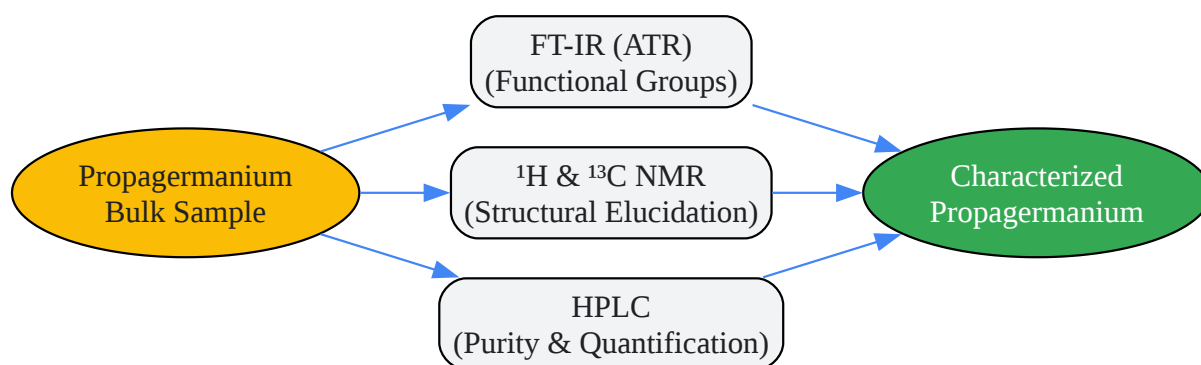 FT-IR (ATR)
(Functional Groups)
Propagermanium
Bulk Sample
¹H & ¹³C NMR
(Structural Elucidation)
Characterized
Propagermanium
HPLC
(Purity & Quantification)